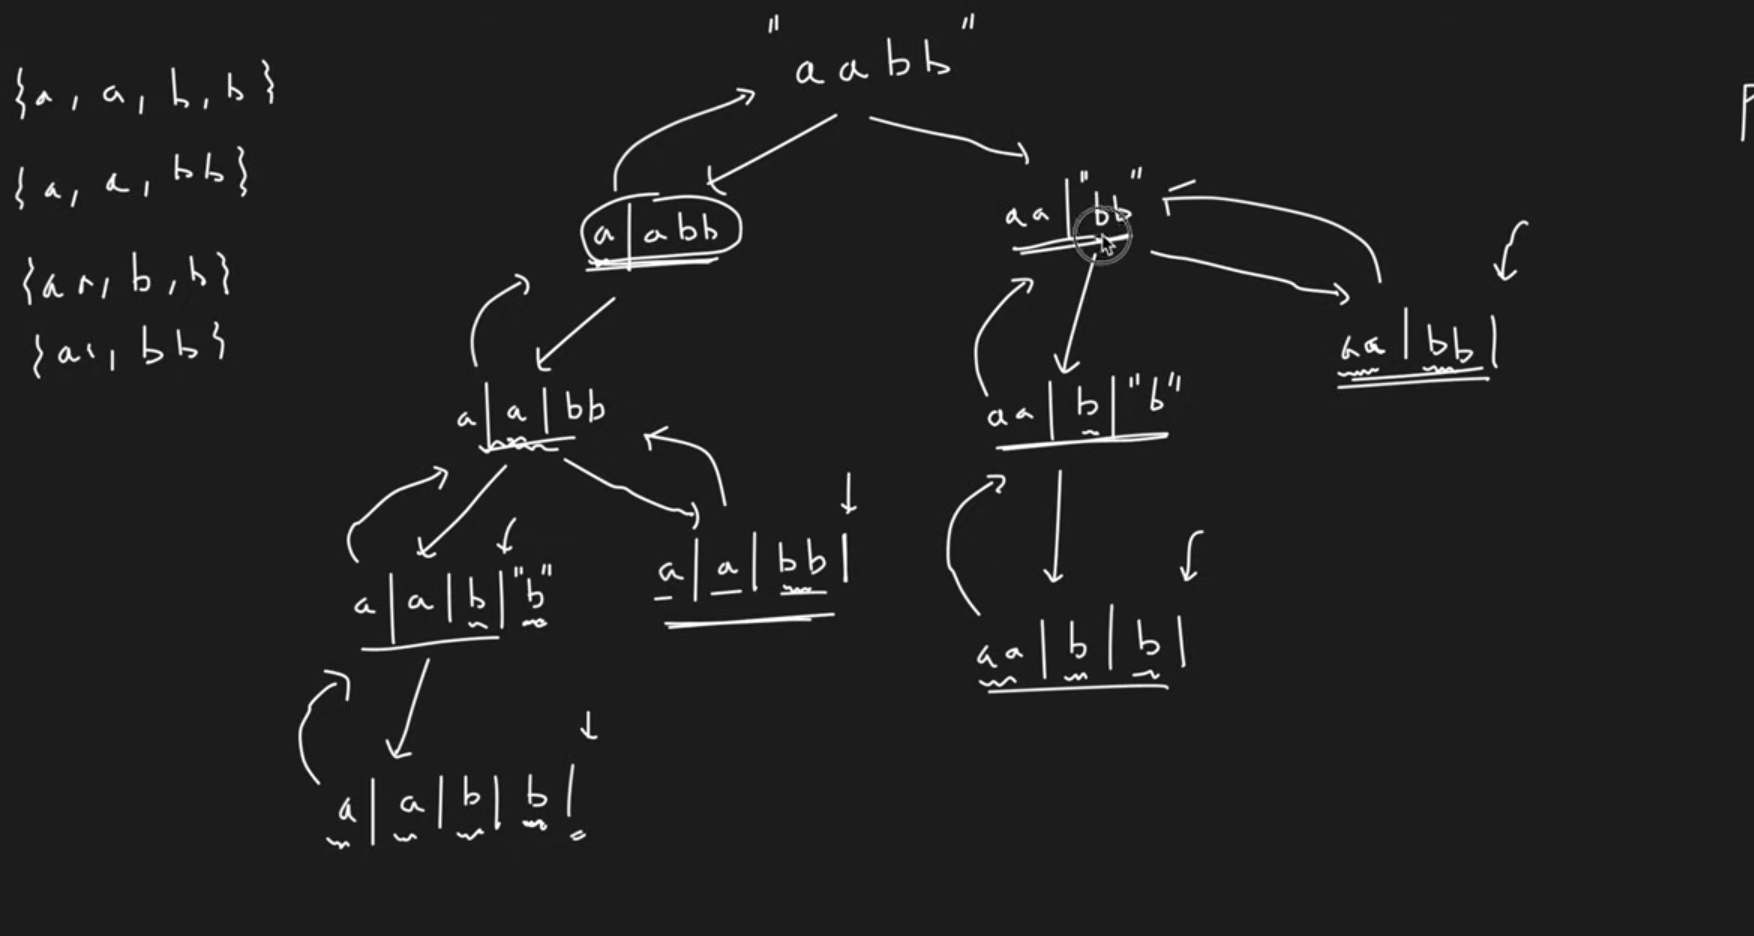 "aabb"
{a, a, b, b}
{a, a, bb}
a|abb
aa|"bb"
{aa, b, b}
{aa, bb}
aa|bb|
a|a|bb
aa|b|"b"
a|a|bb|
a|a|b|"b"
aa|b|b|
a|a|b|b|